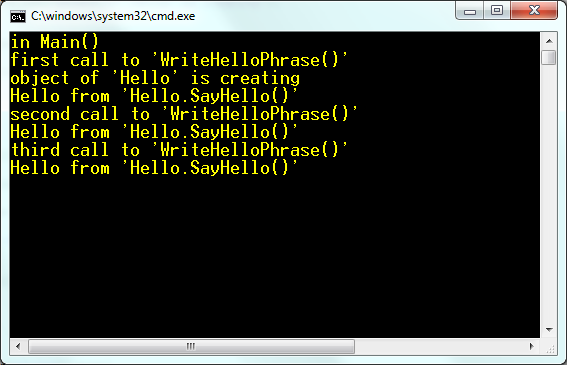 C:\windows\system32\cmd.exe
in Main()
first call to 'WriteHelloPhrase()'
object of 'Hello' is creating
Hello from 'Hello.SayHello()'
second call to 'WriteHelloPhrase()'
Hello from 'Hello.SayHello()'
third call to 'WriteHelloPhrase()'
Hello from 'Hello.SayHello()'